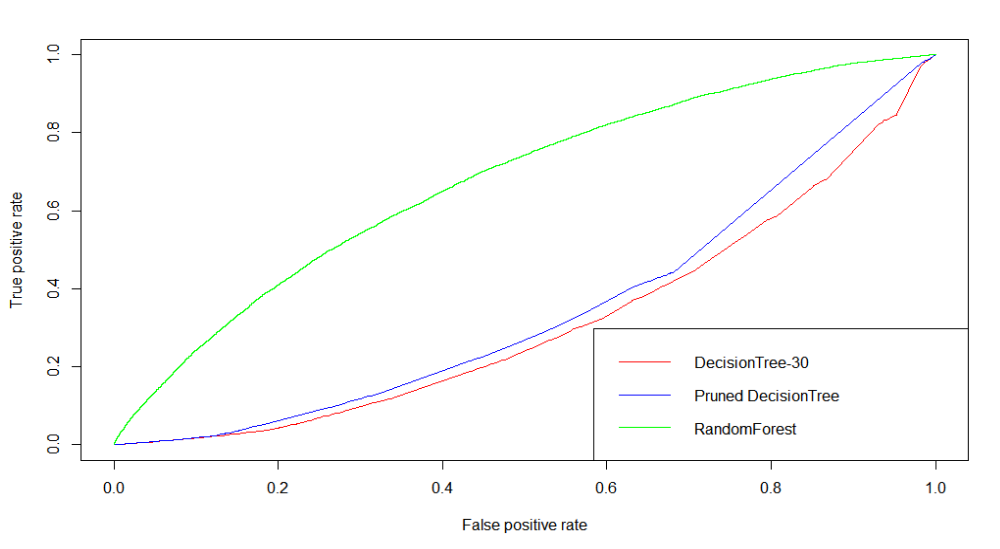 True positive rate
1.0
0.8
0.6
0.4
0.2
0.0
DecisionTree-30
Pruned DecisionTree
RandomForest
0.0 0.2 0.4 0.6 0.8 1.0
False positive rate